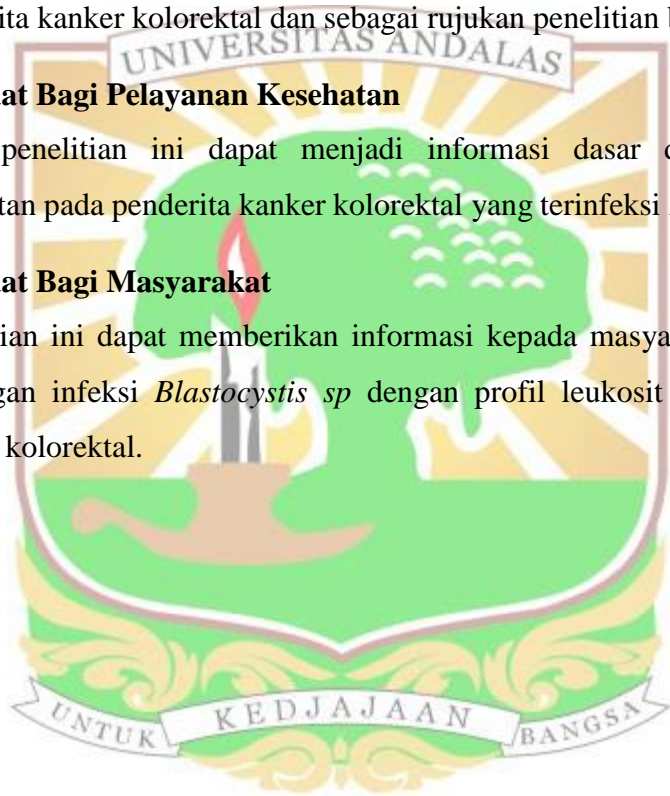 ita kanker kolorektal dan sebagai rujukan penelitian
UNIVERSITAS ANDALAS
at Bagi Pelayanan Kesehatan
penelitian ini dapat menjadi informasi dasar
tan pada penderita kanker kolorektal yang terinfeksi
at Bagi Masyarakat
ian ini dapat memberikan informasi kepada masya
gan infeksi Blastocystis sp dengan profil leukosit
kolorektal.
UNTUK KEDJAJAAN BANGSA